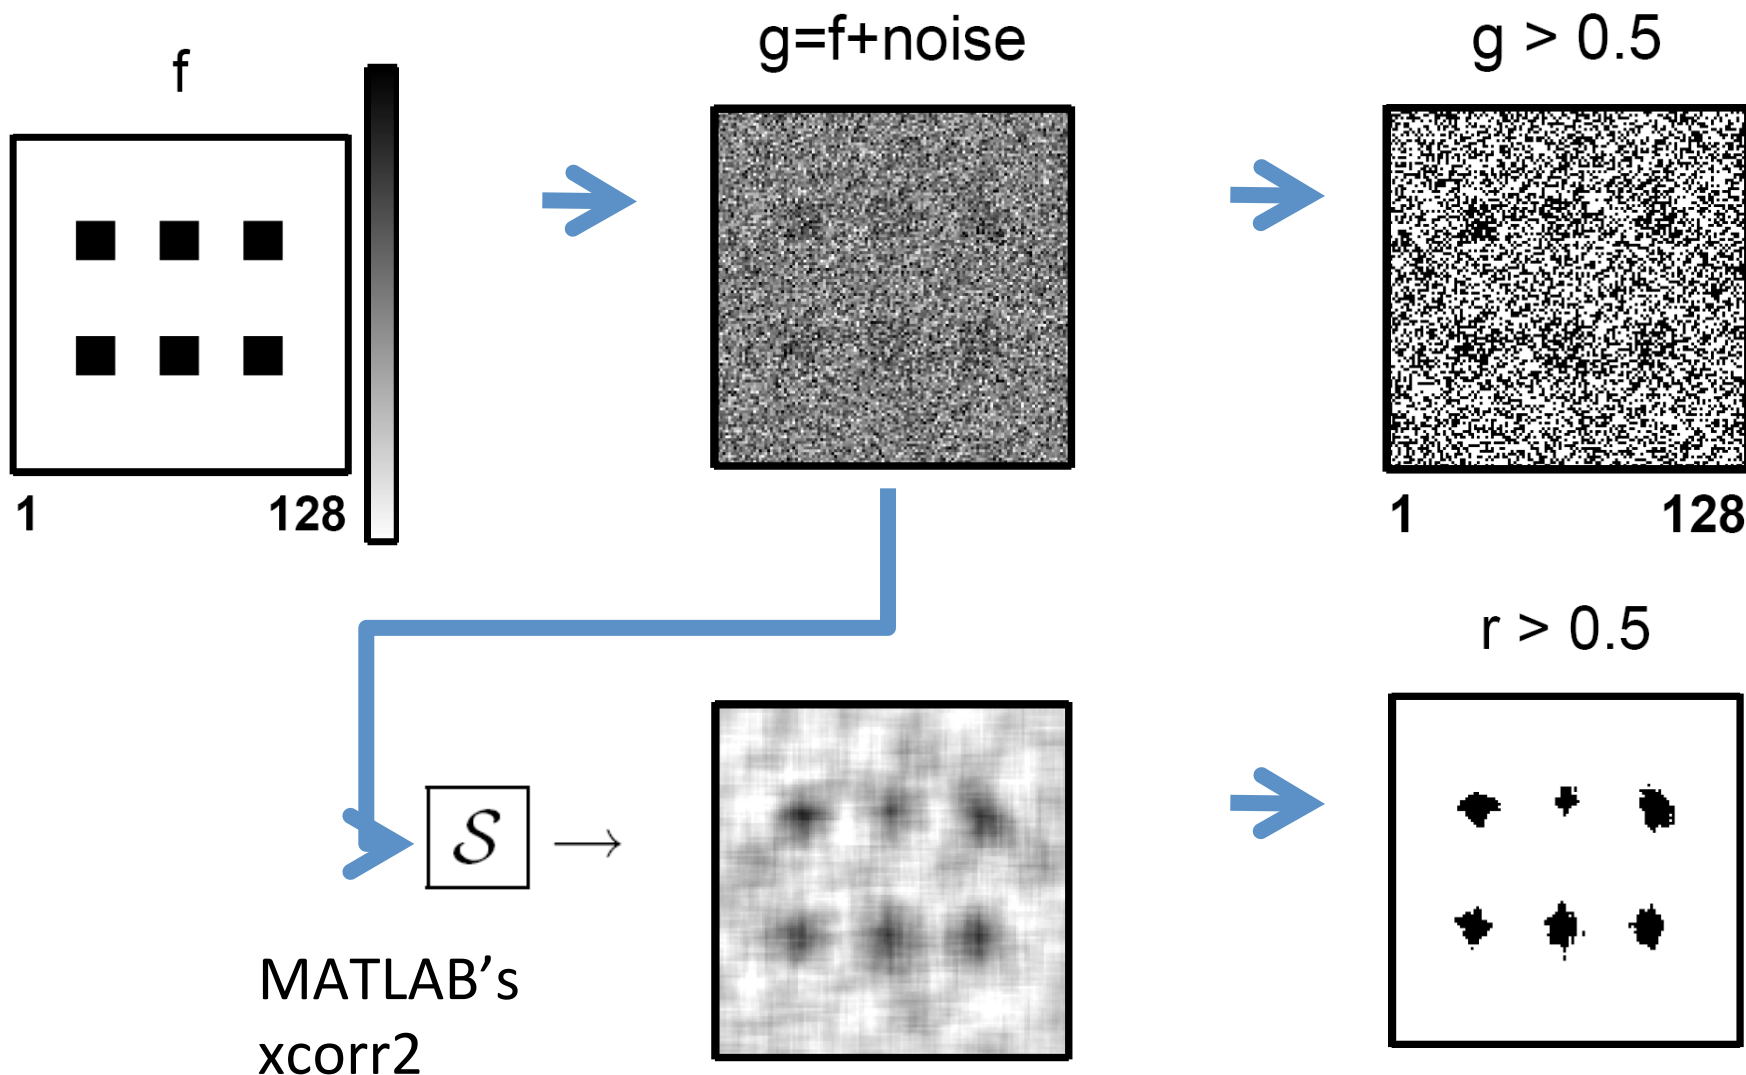 f
g=f+noise
g > 0.5
1 128
1 128
r > 0.5
S
MATLAB’s
xcorr2